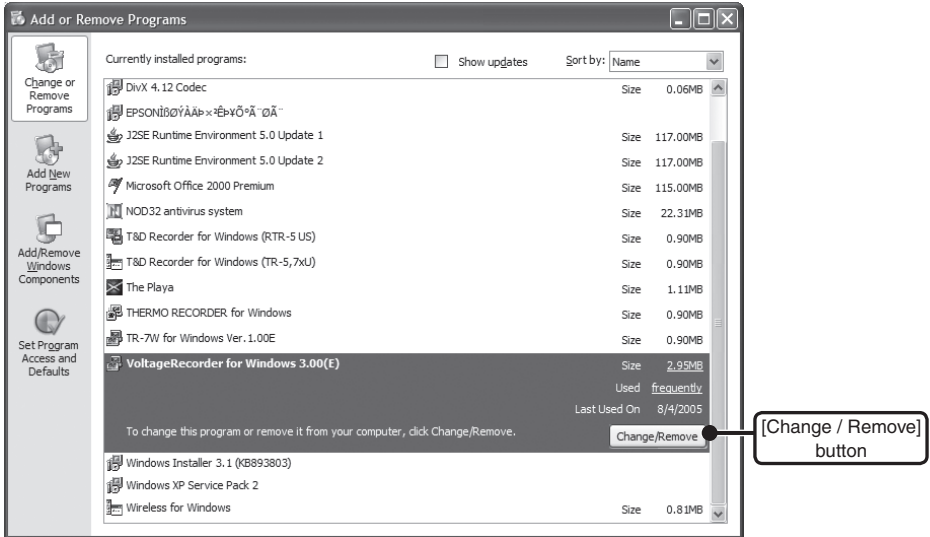 Add or Remove Programs
Change or
Remove
Programs
Add New
Programs
Add/Remove
Windows
Components
Set Program
Access and
Defaults
Currently installed programs:
Show updates
Sort by: Name
DivX 4.12 Codec Size 0.06MB
EPSONÌßØÝÀÄÞ×²ÊÞ¥Õ°Ã¨ØÃ¨
J2SE Runtime Environment 5.0 Update 1 Size 117.00MB
J2SE Runtime Environment 5.0 Update 2 Size 117.00MB
Microsoft Office 2000 Premium Size 115.00MB
NOD32 antivirus system Size 22.31MB
T&D Recorder for Windows (RTR-5 US) Size 0.90MB
T&D Recorder for Windows (TR-5,7xU) Size 0.90MB
The Playa Size 1.11MB
THERMO RECORDER for Windows Size 0.90MB
TR-7W for Windows Ver.1.00E Size 0.90MB
VoltageRecorder for Windows 3.00(E) Size 2.95MB
Used frequently
Last Used On 8/4/2005
To change this program or remove it from your computer, click Change/Remove.
Change/Remove
Windows Installer 3.1 (KB893803)
Windows XP Service Pack 2
Wireless for Windows Size 0.81MB
[Change / Remove]
button